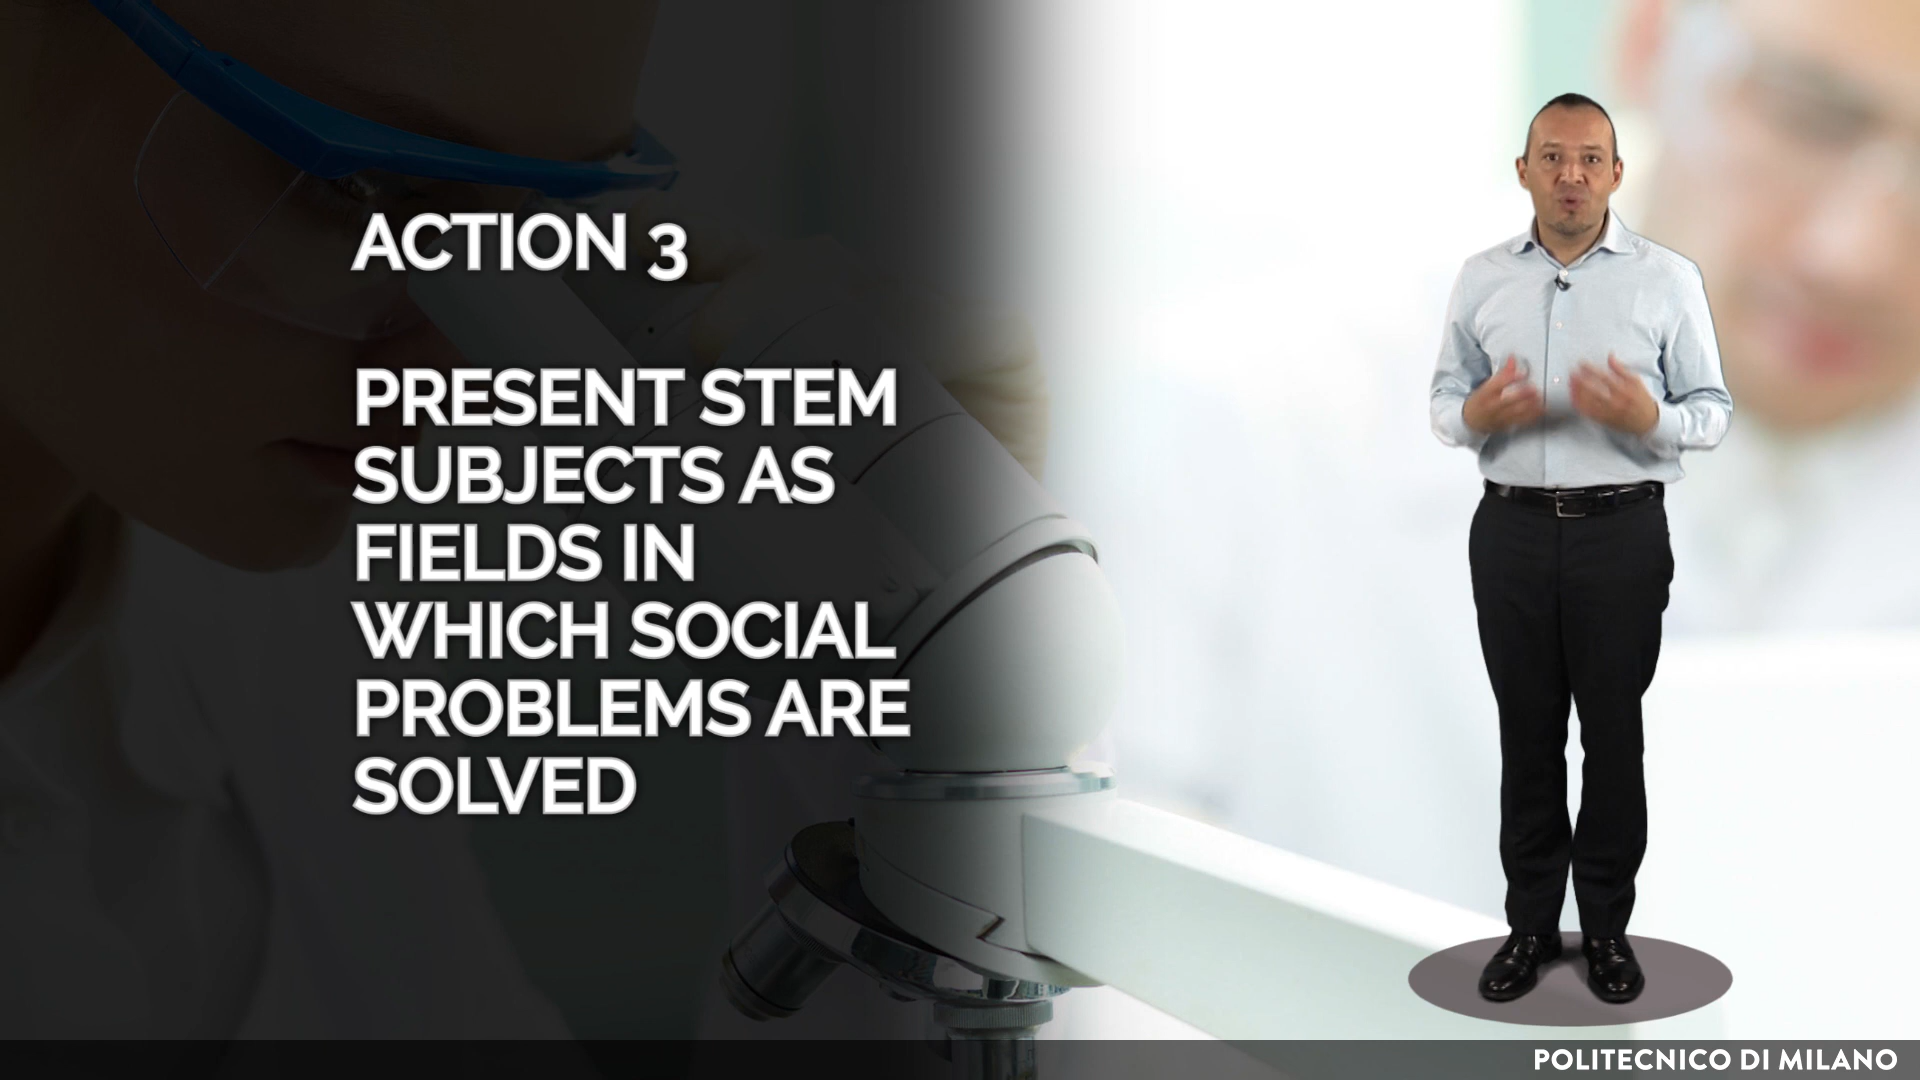 ACTION 3
PRESENT STEM
SUBJECTS AS
FIELDS IN
WHICH SOCIAL
PROBLEMS ARE
SOLVED
POLITECNICO DI MILANO